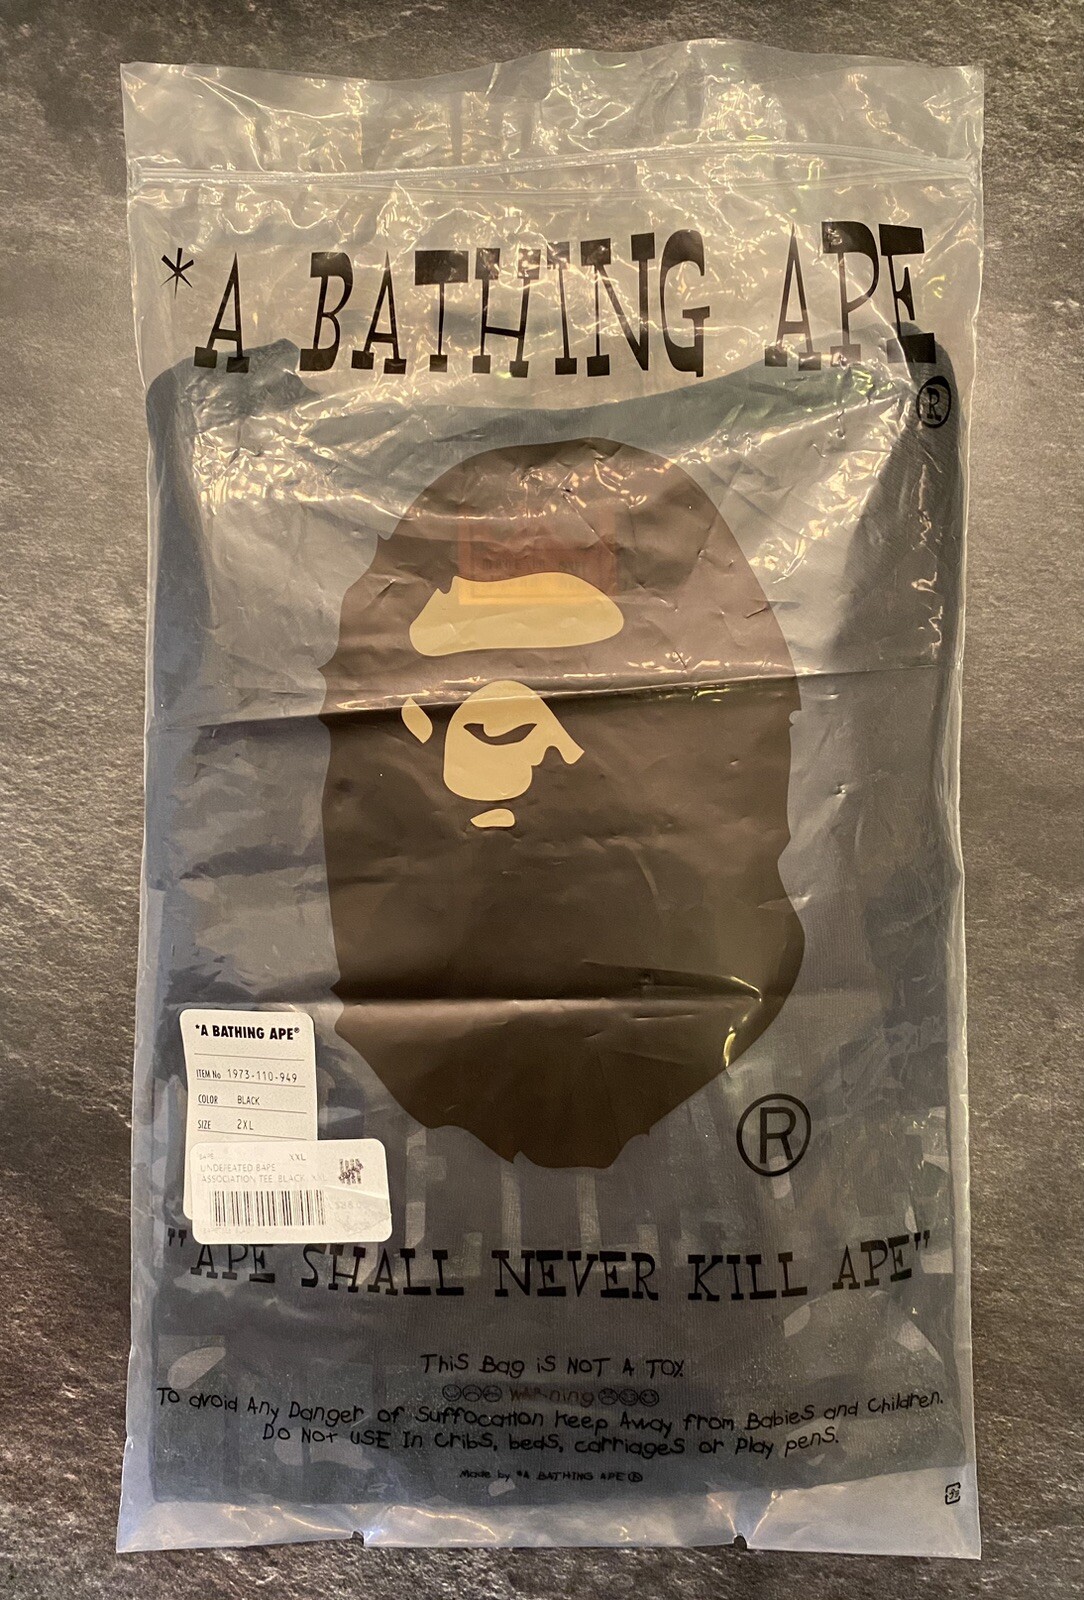 *A BATHING APE
®
®
*A BATHING APE®
ITEM No 1973-110-949
COLOR BLACK
SIZE 2XL
XXL
UNDEFEATED BAPE
ASSOCIATION TEE BLACK
"APE SHALL NEVER KILL APE"
This Bag is NOT A TOY.
Warning
To avoid Any Danger of Suffocation Keep Away from Babies and Children.
Do Not USE In Cribs, beds, carriages or Play pens.
Made by *A BATHING APE®